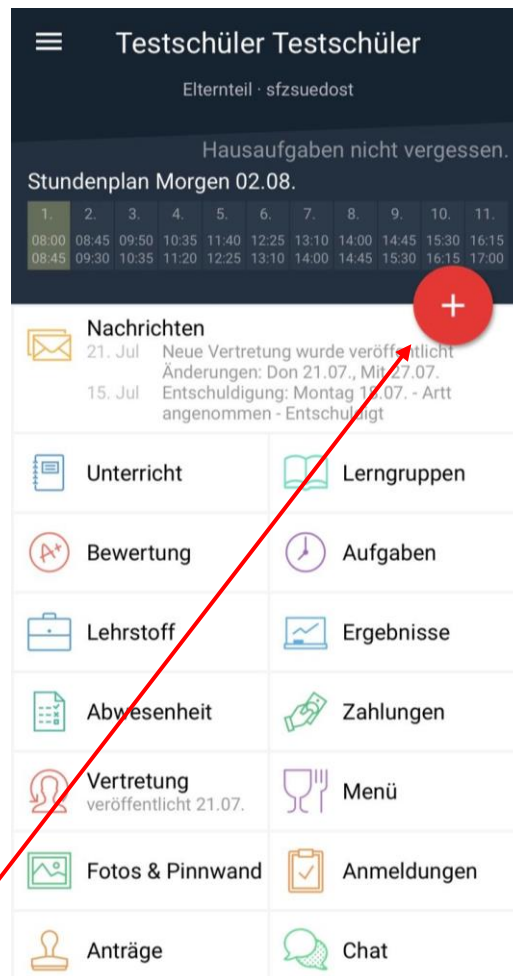 Testschüler Testschüler
Elternteil · sfzsuedost
Hausaufgaben nicht vergessen.
Stundenplan Morgen 02.08.
1. 2. 3. 4. 5. 6. 7. 8. 9. 10. 11.
08:00 08:45 09:50 10:35 11:40 12:25 13:10 14:00 14:45 15:30 16:15
08:45 09:30 10:35 11:20 12:25 13:10 14:00 14:45 15:30 16:15 17:00
+
Nachrichten
21. Jul Neue Vertretung wurde veröffentlicht
Änderungen: Don 21.07., Mit 27.07.
15. Jul Entschuldigung: Montag 18.07. - Artt
angenommen - Entschuldigt
Unterricht
Lerngruppen
A+
Bewertung
Aufgaben
Lehrstoff
Ergebnisse
Abwesenheit
Zahlungen
Vertretung
veröffentlicht 21.07.
Menü
Fotos & Pinnwand
Anmeldungen
Anträge
Chat